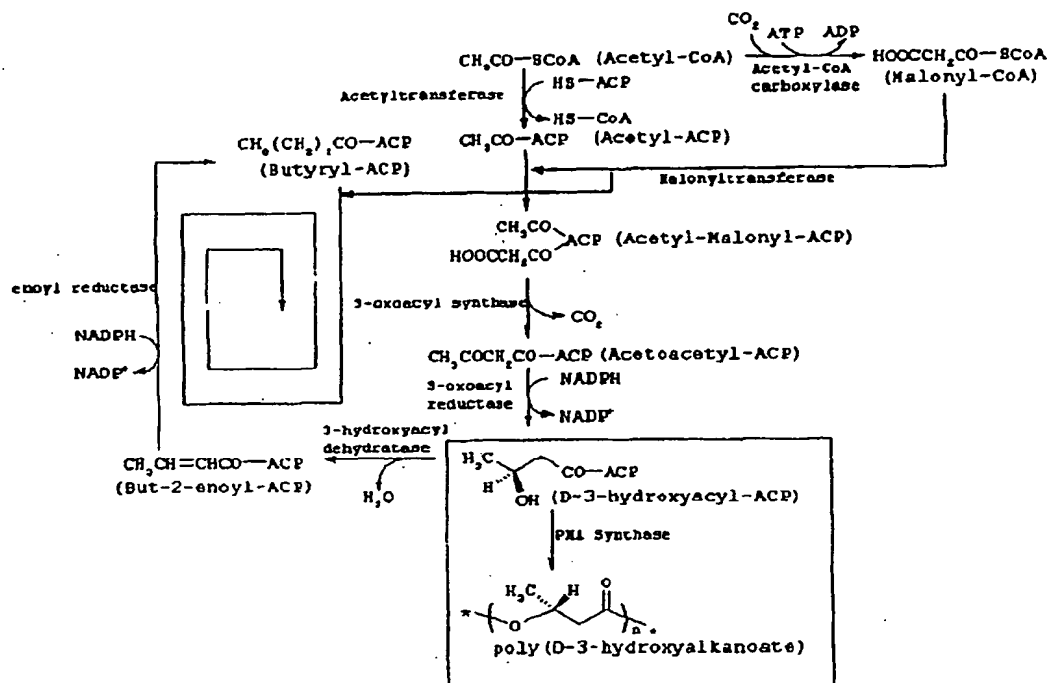 CO2
ATP ADP
CH3CO—SCoA (Acetyl-CoA)
HOOCCH2CO—SCoA
(Malonyl-CoA)
Acetyl-CoA
carboxylase
HS—ACP
Acetyltransferase
HS—CoA
CH3CO—ACP (Acetyl-ACP)
CH3(CH2)2CO—ACP
(Butyryl-ACP)
Malonyltransferase
CH3CO
ACP (Acetyl-Malonyl-ACP)
HOOCCH2CO
enoyl reductase
3-oxoacyl synthase
CO2
NADPH
NADP+
CH3COCH2CO—ACP (Acetoacetyl-ACP)
3-oxoacyl
reductase
NADPH
NADP+
3-hydroxyacyl
dehydratase
H2O
CH3CH=CHCO—ACP
(But-2-enoyl-ACP)
H3C
CO—ACP
H
OH (D-3-hydroxyacyl-ACP)
PHA Synthase
H3C H O
* ( O ) n *
poly(D-3-hydroxyalkanoate)